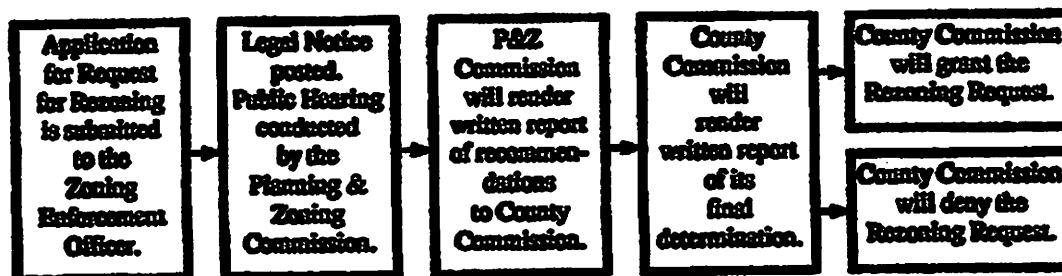 Application
for Request
for Rezoning
is submitted
to the
Zoning
Enforcement
Officer.
Legal Notice
posted.
Public Hearing
conducted
by the
Planning &
Zoning
Commission.
P&Z
Commission
will render
written report
of recommen-
dations
to County
Commission.
County
Commission
will
render
written report
of its
final
determination.
County Commission
will grant the
Rezoning Request.
County Commission
will deny the
Rezoning Request.